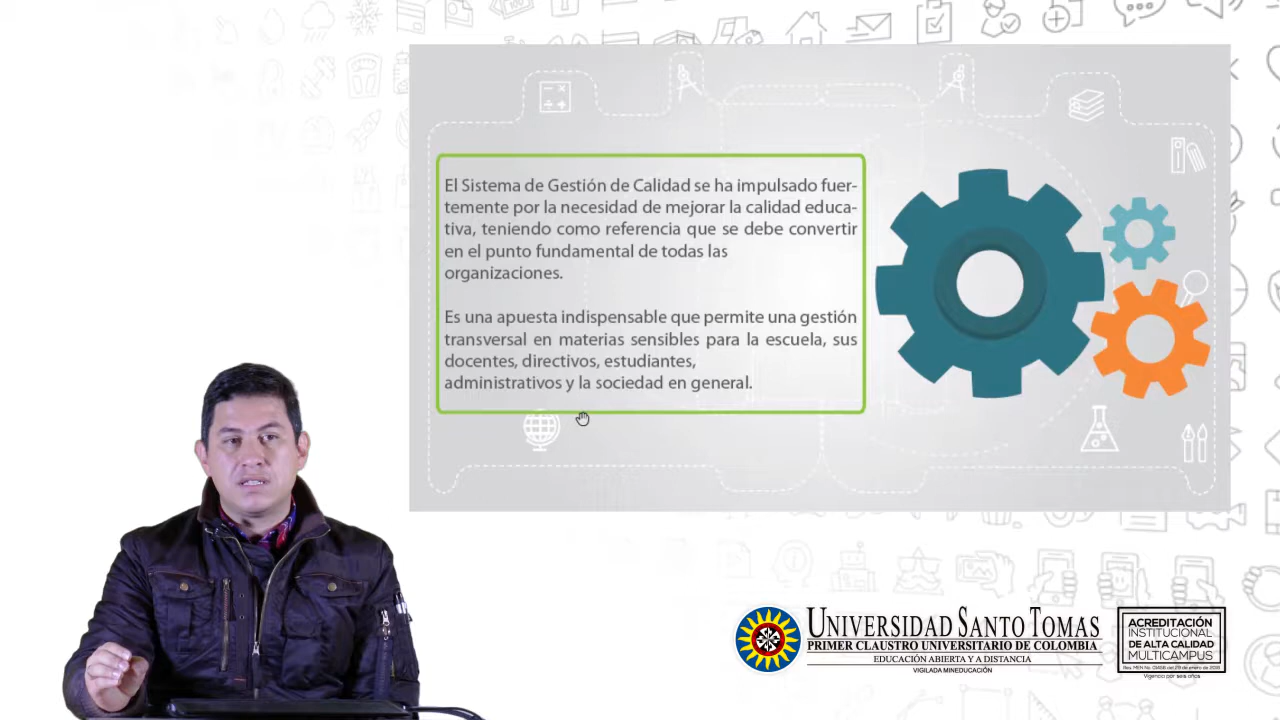 El Sistema de Gestión de Calidad se ha impulsado fuer-
temente por la necesidad de mejorar la calidad educa-
tiva, teniendo como referencia que se debe convertir
en el punto fundamental de todas las
organizaciones.
Es una apuesta indispensable que permite una gestión
transversal en materias sensibles para la escuela, sus
docentes, directivos, estudiantes,
administrativos y la sociedad en general.
UNIVERSIDAD SANTO TOMAS
PRIMER CLAUSTRO UNIVERSITARIO DE COLOMBIA
EDUCACIÓN ABIERTA Y A DISTANCIA
VIGILADA MINEDUCACIÓN
ACREDITACIÓN
INSTITUCIONAL
DE ALTA CALIDAD
MULTICAMPUS
Vigencia por seis años